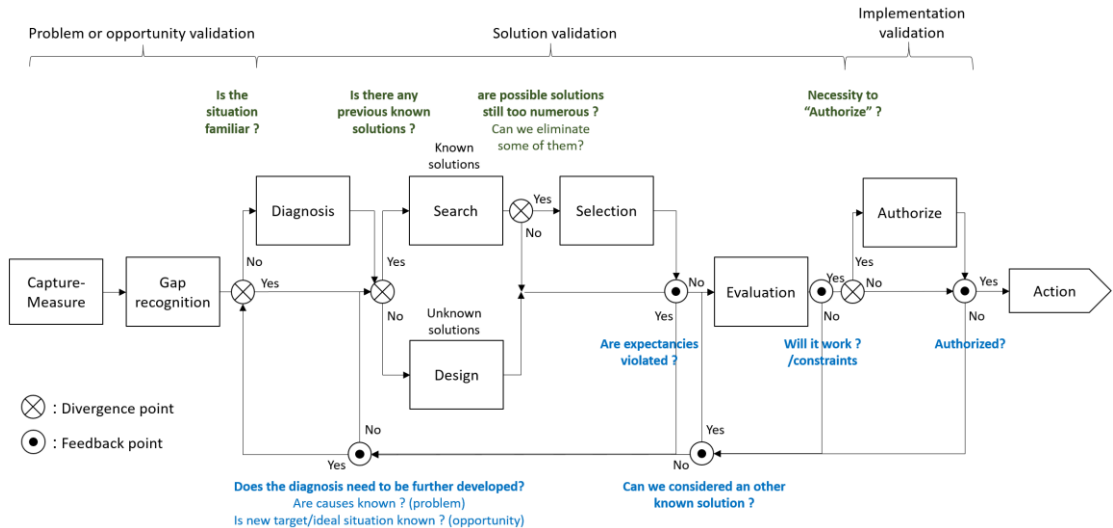 Problem or opportunity validation
Solution validation
Implementation
validation
Is the
situation
familiar ?
Is there any
previous known
solutions ?
are possible solutions
still too numerous ?
Can we eliminate
some of them?
Necessity to
“Authorize” ?
Known
solutions
Diagnosis
Search
Yes
Selection
No
Yes
Authorize
No
Yes
Yes
Capture-
Measure
Gap
recognition
Yes
No
No
Evaluation
Yes
No
Yes
Action
No
Unknown
solutions
Yes
No
No
Design
Are expectancies
violated ?
Will it work ?
/constraints
Authorized?
: Divergence point
: Feedback point
No
Yes
Yes
No
Does the diagnosis need to be further developed?
Are causes known ? (problem)
Is new target/ideal situation known ? (opportunity)
Can we considered an other
known solution ?